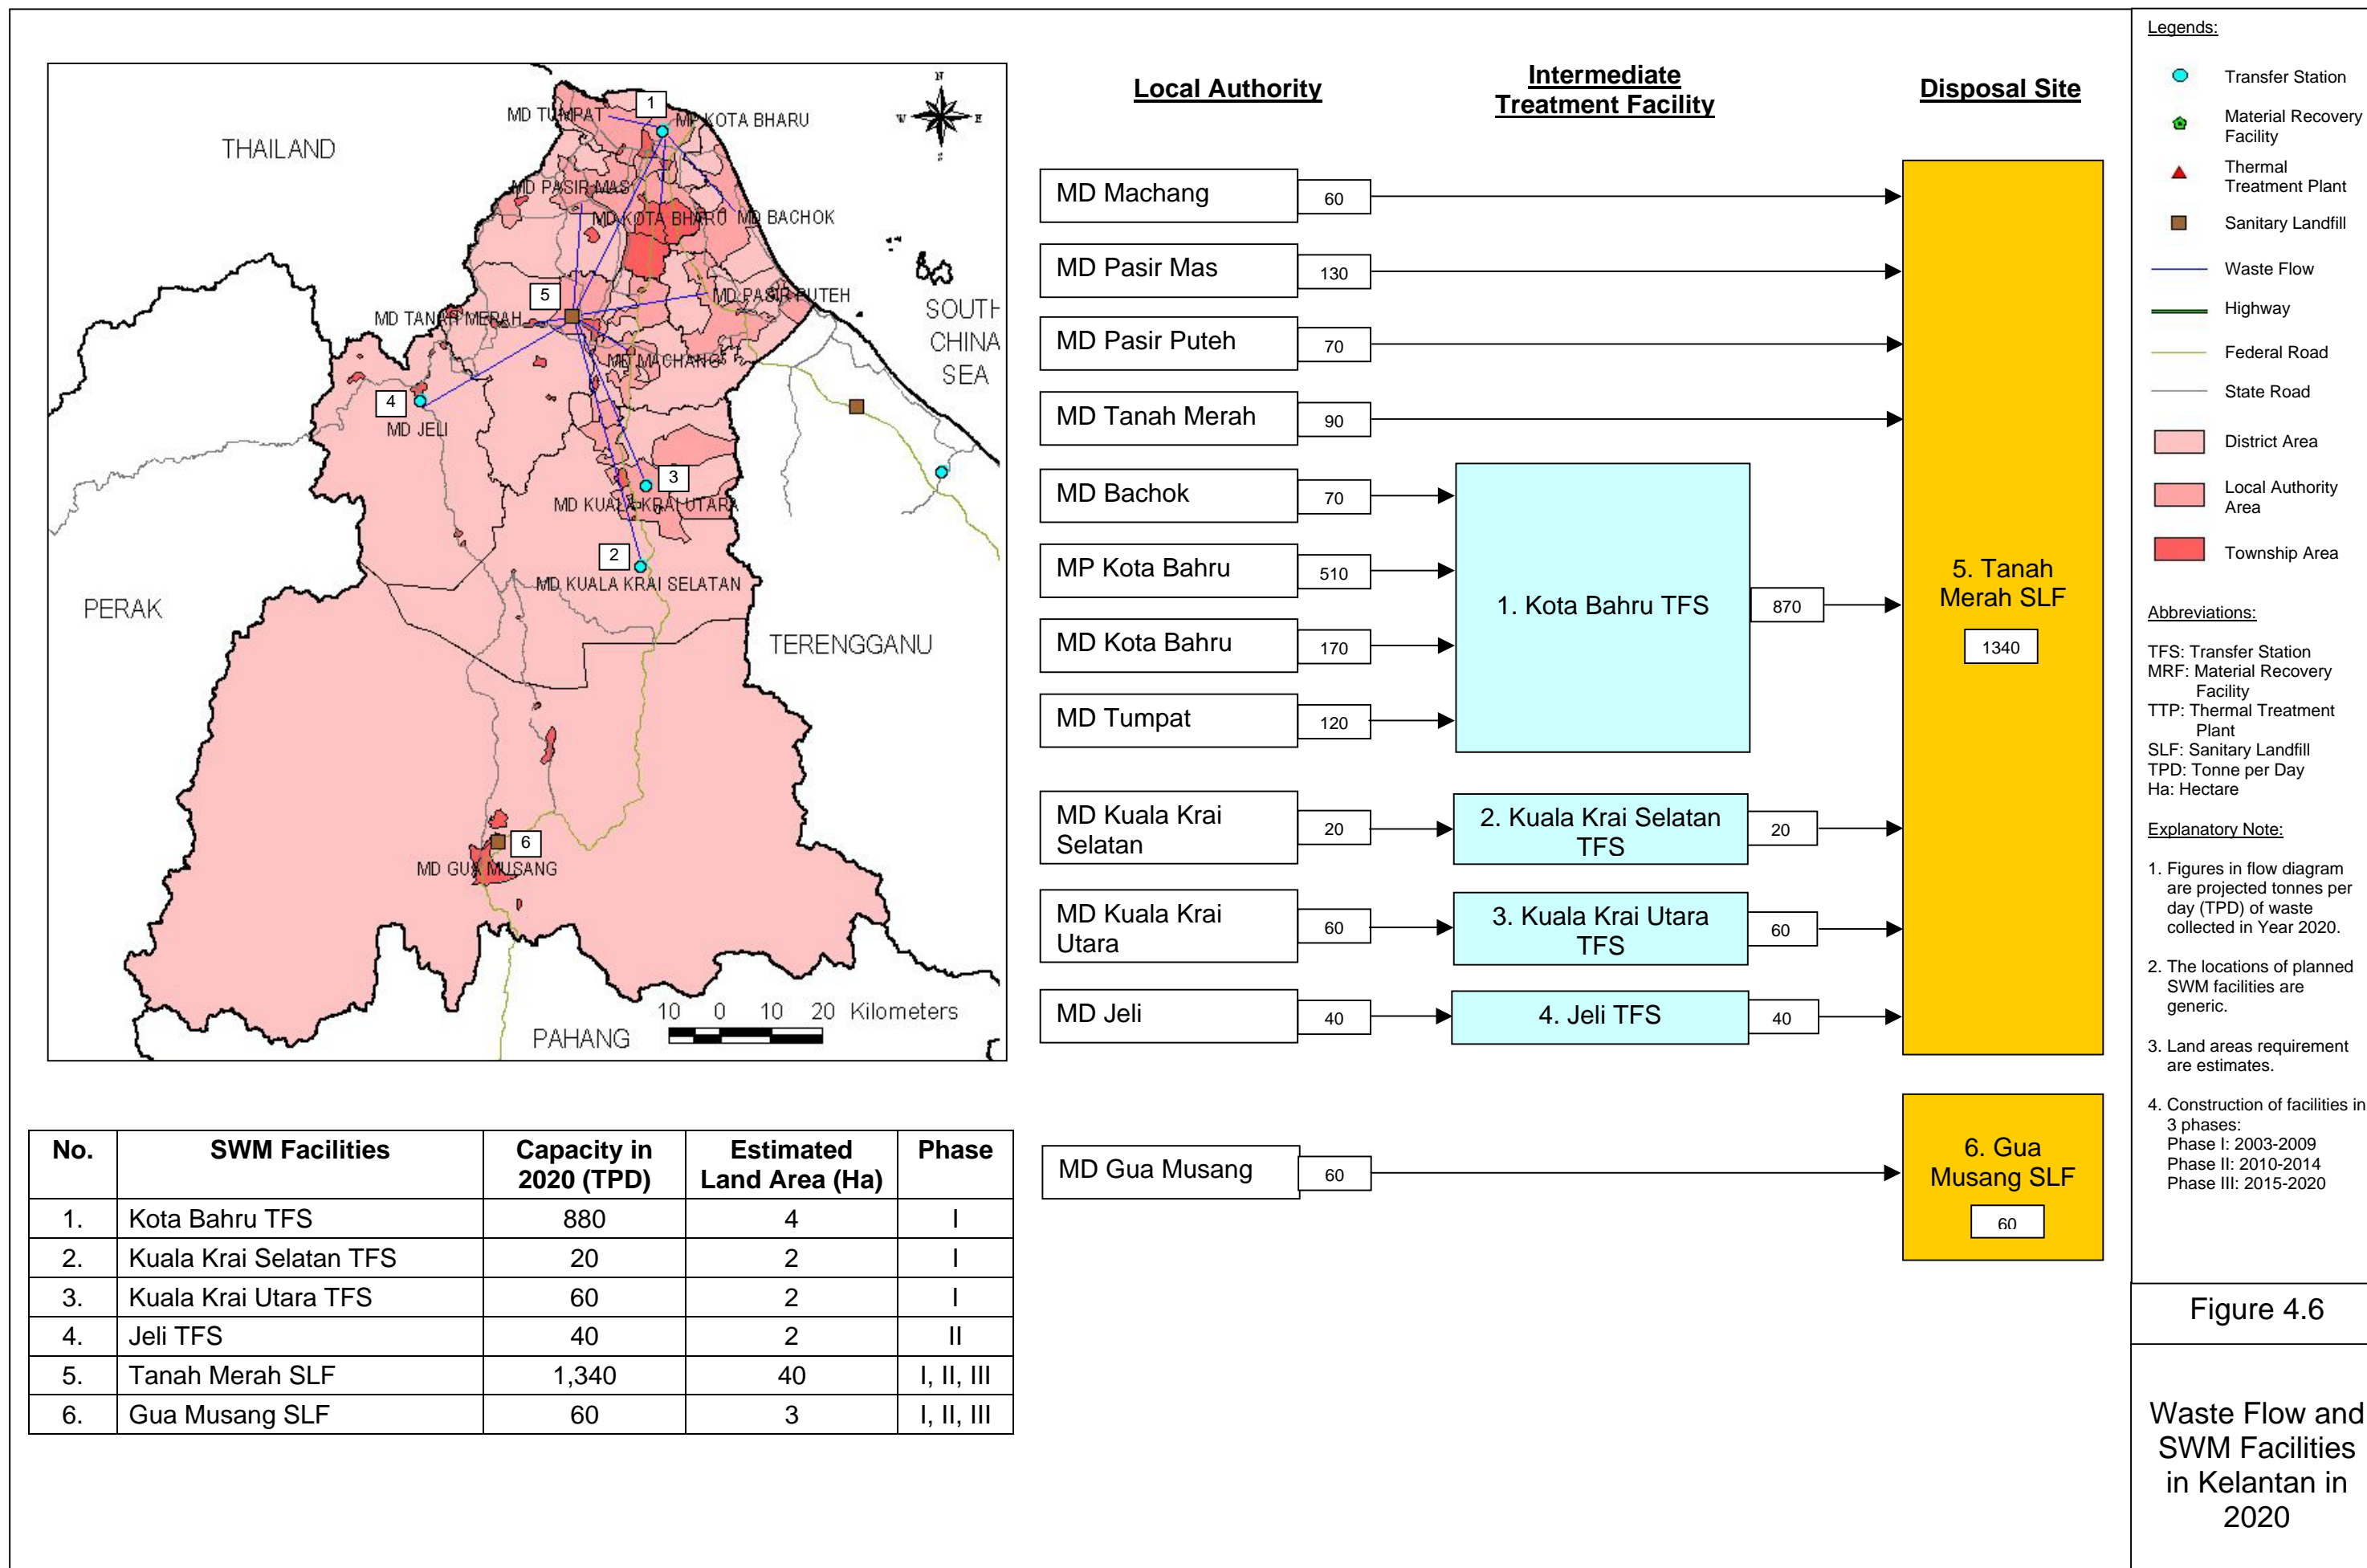 THAILAND
MD TUMPAT
1
MP KOTA BHARU
N
W
E
S
MD PASIR MAS
MD KOTA BHARU
MD BACHOK
5
MD PASIR PUTEH
MD TANAH MERAH
SOUTH
CHINA
SEA
MD MACHANG
4
MD JELI
3
MD KUALA KRAI UTARA
2
MD KUALA KRAI SELATAN
PERAK
TERENGGANU
6
MD GUA MUSANG
10 0 10 20 Kilometers
PAHANG
Local Authority
Intermediate
Treatment Facility
Disposal Site
MD Machang
60
MD Pasir Mas
130
MD Pasir Puteh
70
MD Tanah Merah
90
MD Bachok
70
MP Kota Bahru
510
MD Kota Bahru
170
MD Tumpat
120
1. Kota Bahru TFS
870
MD Kuala Krai
Selatan
20
2. Kuala Krai Selatan
TFS
20
MD Kuala Krai
Utara
60
3. Kuala Krai Utara
TFS
60
MD Jeli
40
4. Jeli TFS
40
5. Tanah
Merah SLF
1340
MD Gua Musang
60
6. Gua
Musang SLF
60
No. SWM Facilities Capacity in Estimated Phase
2020 (TPD) Land Area (Ha)
1. Kota Bahru TFS 880 4 I
2. Kuala Krai Selatan TFS 20 2 I
3. Kuala Krai Utara TFS 60 2 I
4. Jeli TFS 40 2 II
5. Tanah Merah SLF 1,340 40 I, II, III
6. Gua Musang SLF 60 3 I, II, III
Legends:
Transfer Station
Material Recovery
Facility
Thermal
Treatment Plant
Sanitary Landfill
Waste Flow
Highway
Federal Road
State Road
District Area
Local Authority
Area
Township Area
Abbreviations:
TFS: Transfer Station
MRF: Material Recovery
Facility
TTP: Thermal Treatment
Plant
SLF: Sanitary Landfill
TPD: Tonne per Day
Ha: Hectare
Explanatory Note:
1. Figures in flow diagram
are projected tonnes per
day (TPD) of waste
collected in Year 2020.
2. The locations of planned
SWM facilities are
generic.
3. Land areas requirement
are estimates.
4. Construction of facilities in
3 phases:
Phase I: 2003-2009
Phase II: 2010-2014
Phase III: 2015-2020
Figure 4.6
Waste Flow and
SWM Facilities
in Kelantan in
2020